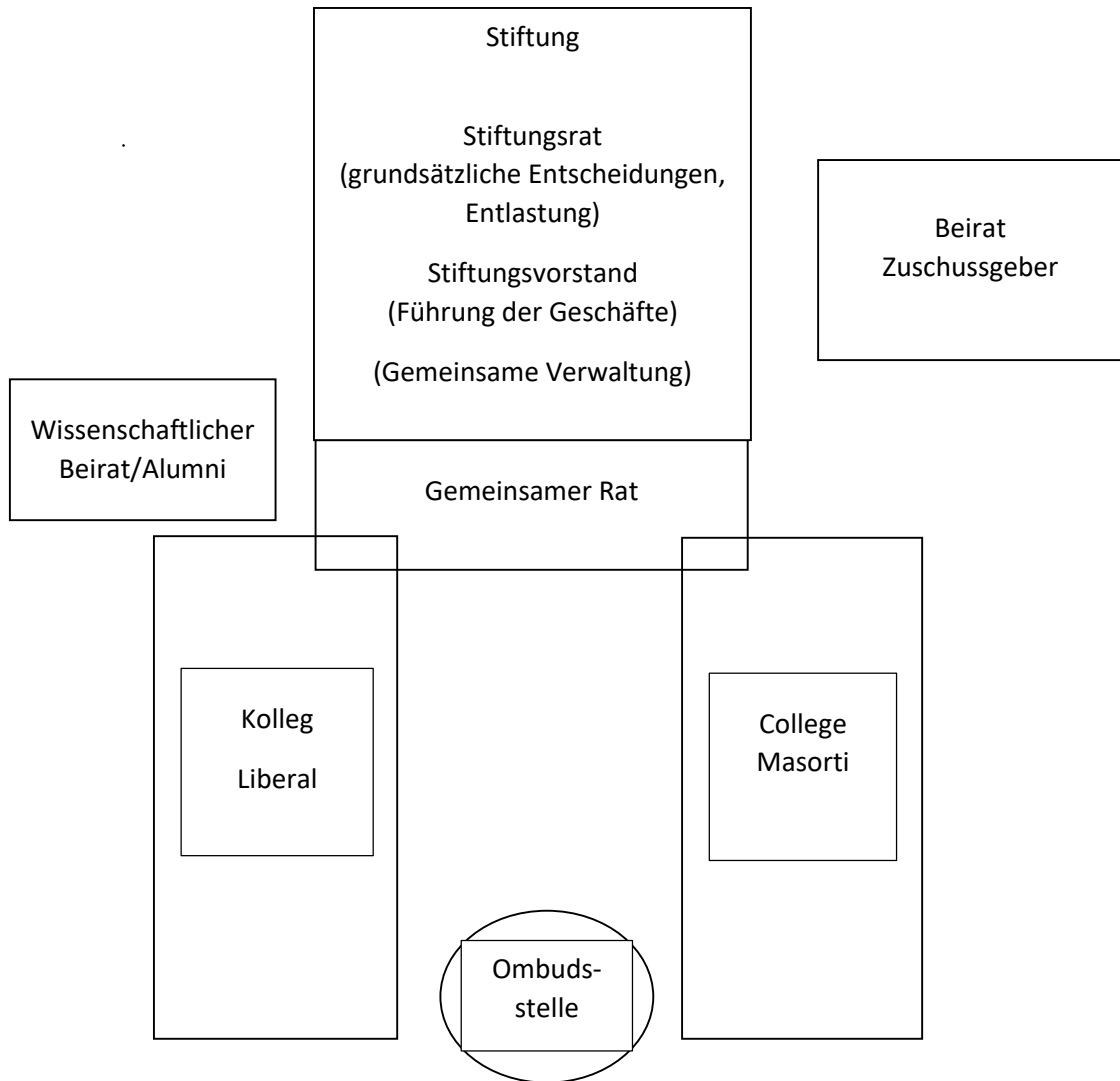 Stiftung
Stiftungsrat
(grundsätzliche Entscheidungen,
Entlastung)
Stiftungsvorstand
(Führung der Geschäfte)
(Gemeinsame Verwaltung)
Beirat
Zuschussgeber
Wissenschaftlicher
Beirat/Alumni
Gemeinsamer Rat
Kolleg
Liberal
College
Masorti
Ombuds-
stelle